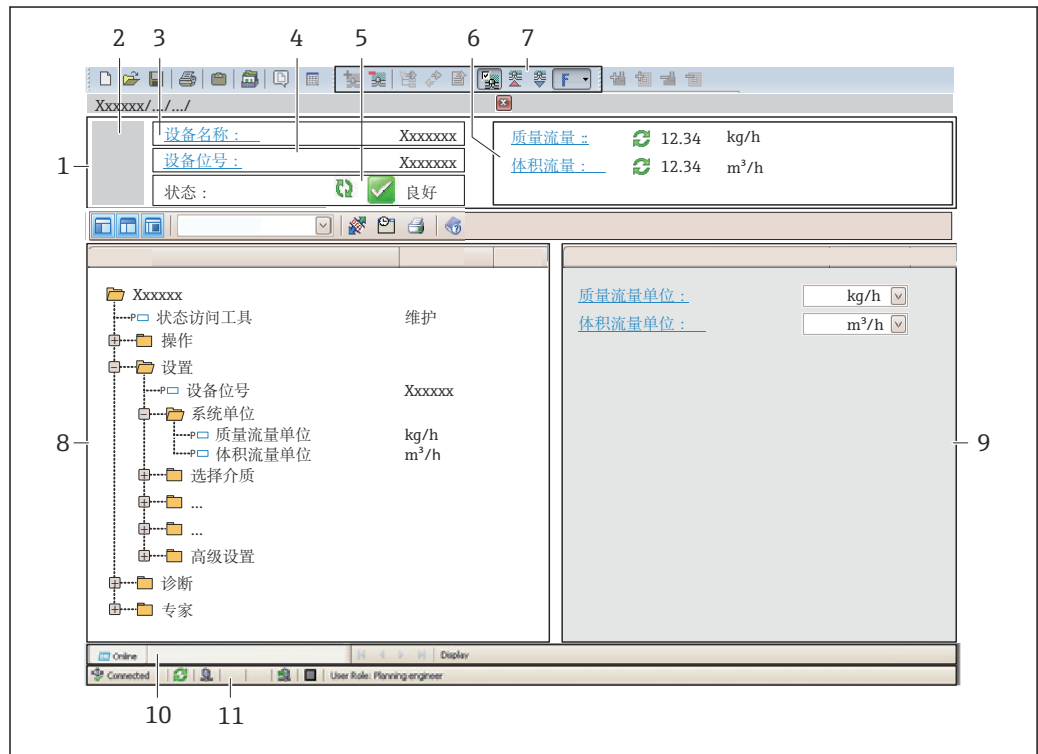 2 3 4 5 6 7
F
Xxxxxx/.../.../
1
设备名称： Xxxxxxx
设备位号： Xxxxxxx
状态： 良好
质量流量:: 12.34 kg/h
体积流量： 12.34 m³/h
Xxxxxx
P 状态访问工具 维护
操作
设置
P 设备位号 Xxxxxx
系统单位
P 质量流量单位 kg/h
P 体积流量单位 m³/h
选择介质
...
...
高级设置
诊断
专家
8
质量流量单位： kg/h
体积流量单位： m³/h
9
Online Display
Connected User Role: Planning engineer
10 11